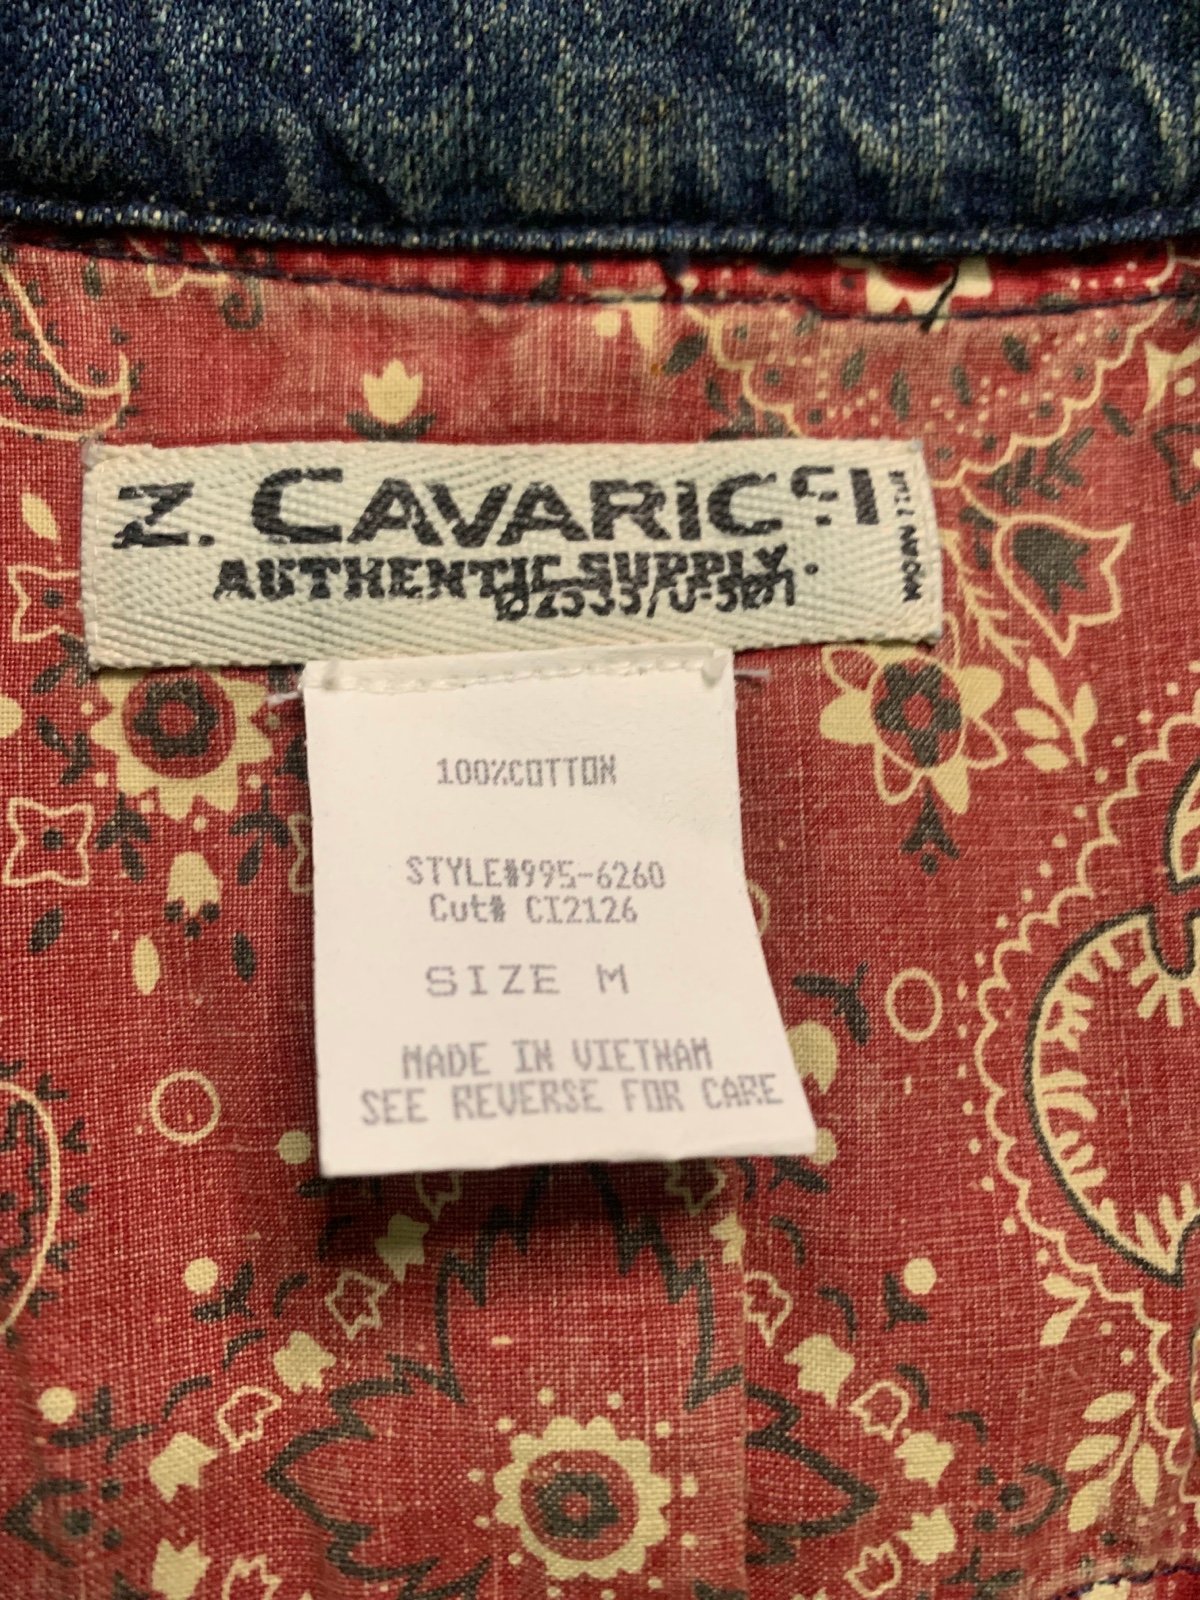 Z. CAVARICCI
AUTHENTIC SUPPLY.
100%COTTON
STYLE#995-6260
Cut# CI2126
SIZE M
MADE IN VIETNAM
SEE REVERSE FOR CARE